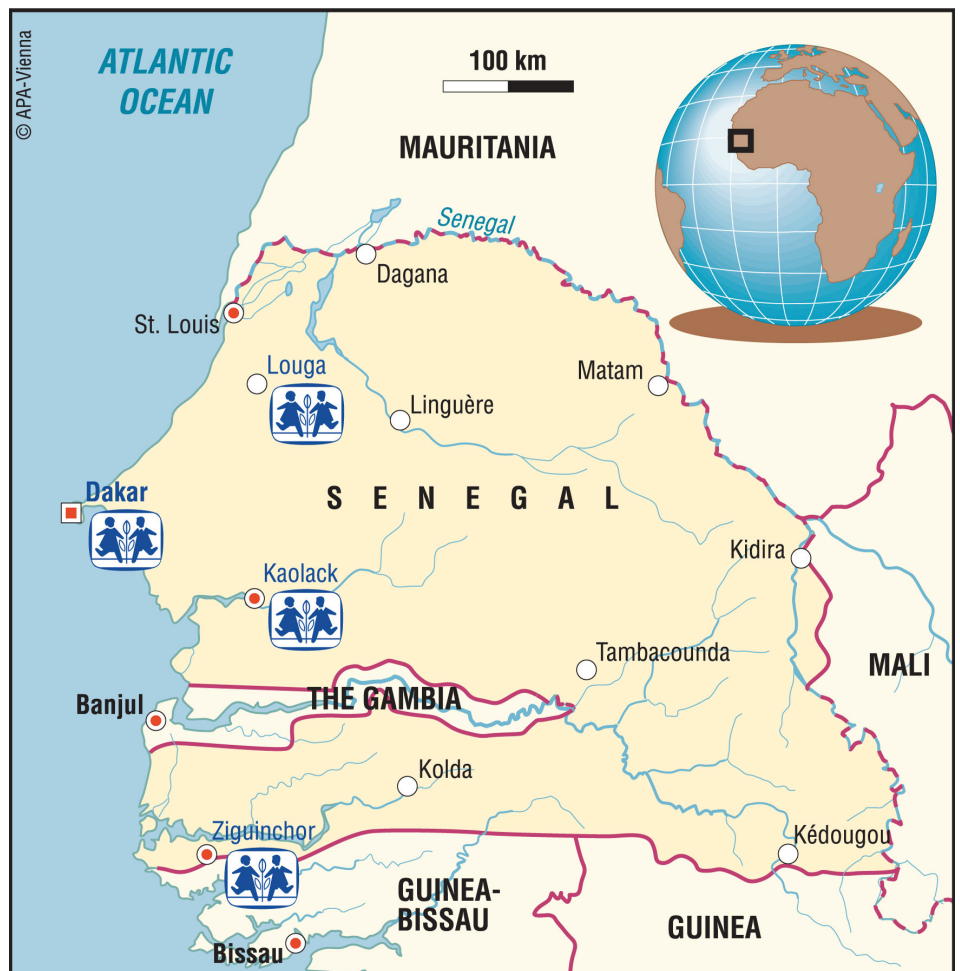 © APA-Vienna
ATLANTIC
OCEAN
100 km
MAURITANIA
Senegal
Dagana
St. Louis
Louga
Matam
Linguère
Dakar
SENEGAL
Kidira
Kaolack
Tambacounda
MALI
THE GAMBIA
Banjul
Kolda
Ziguinchor
Kédougou
GUINEA-
BISSAU
GUINEA
Bissau